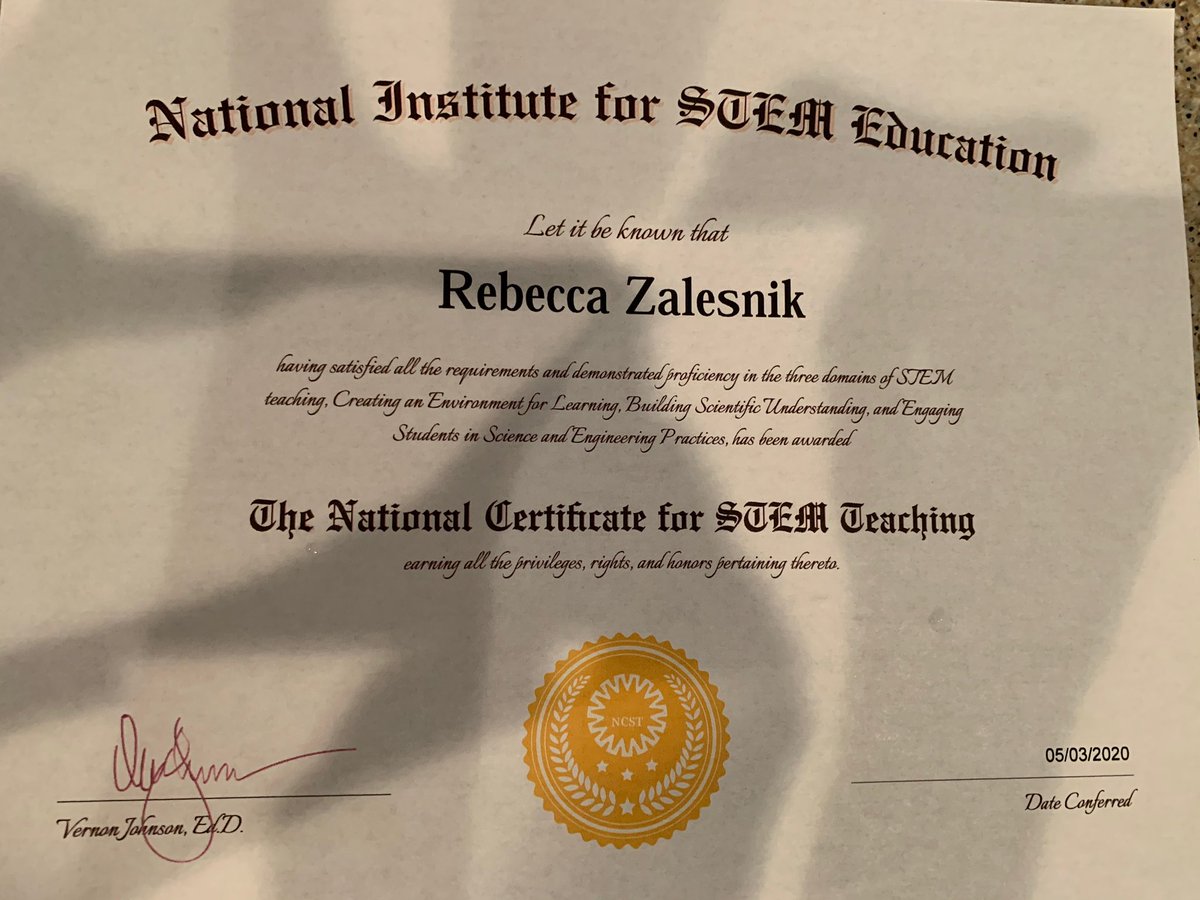 National Institute for STEM Education
Let it be known that
Rebecca Zalesnik
having satisfied all the requirements and demonstrated proficiency in the three domains of STEM
teaching, Creating an Environment for Learning, Building Scientific Understanding, and Engaging
Students in Science and Engineering Practices, has been awarded
The National Certificate for STEM Teaching
earning all the privileges, rights, and honors pertaining thereto.
NCST
05/03/2020
Vernon Johnson, Ed.D.
Date Conferred